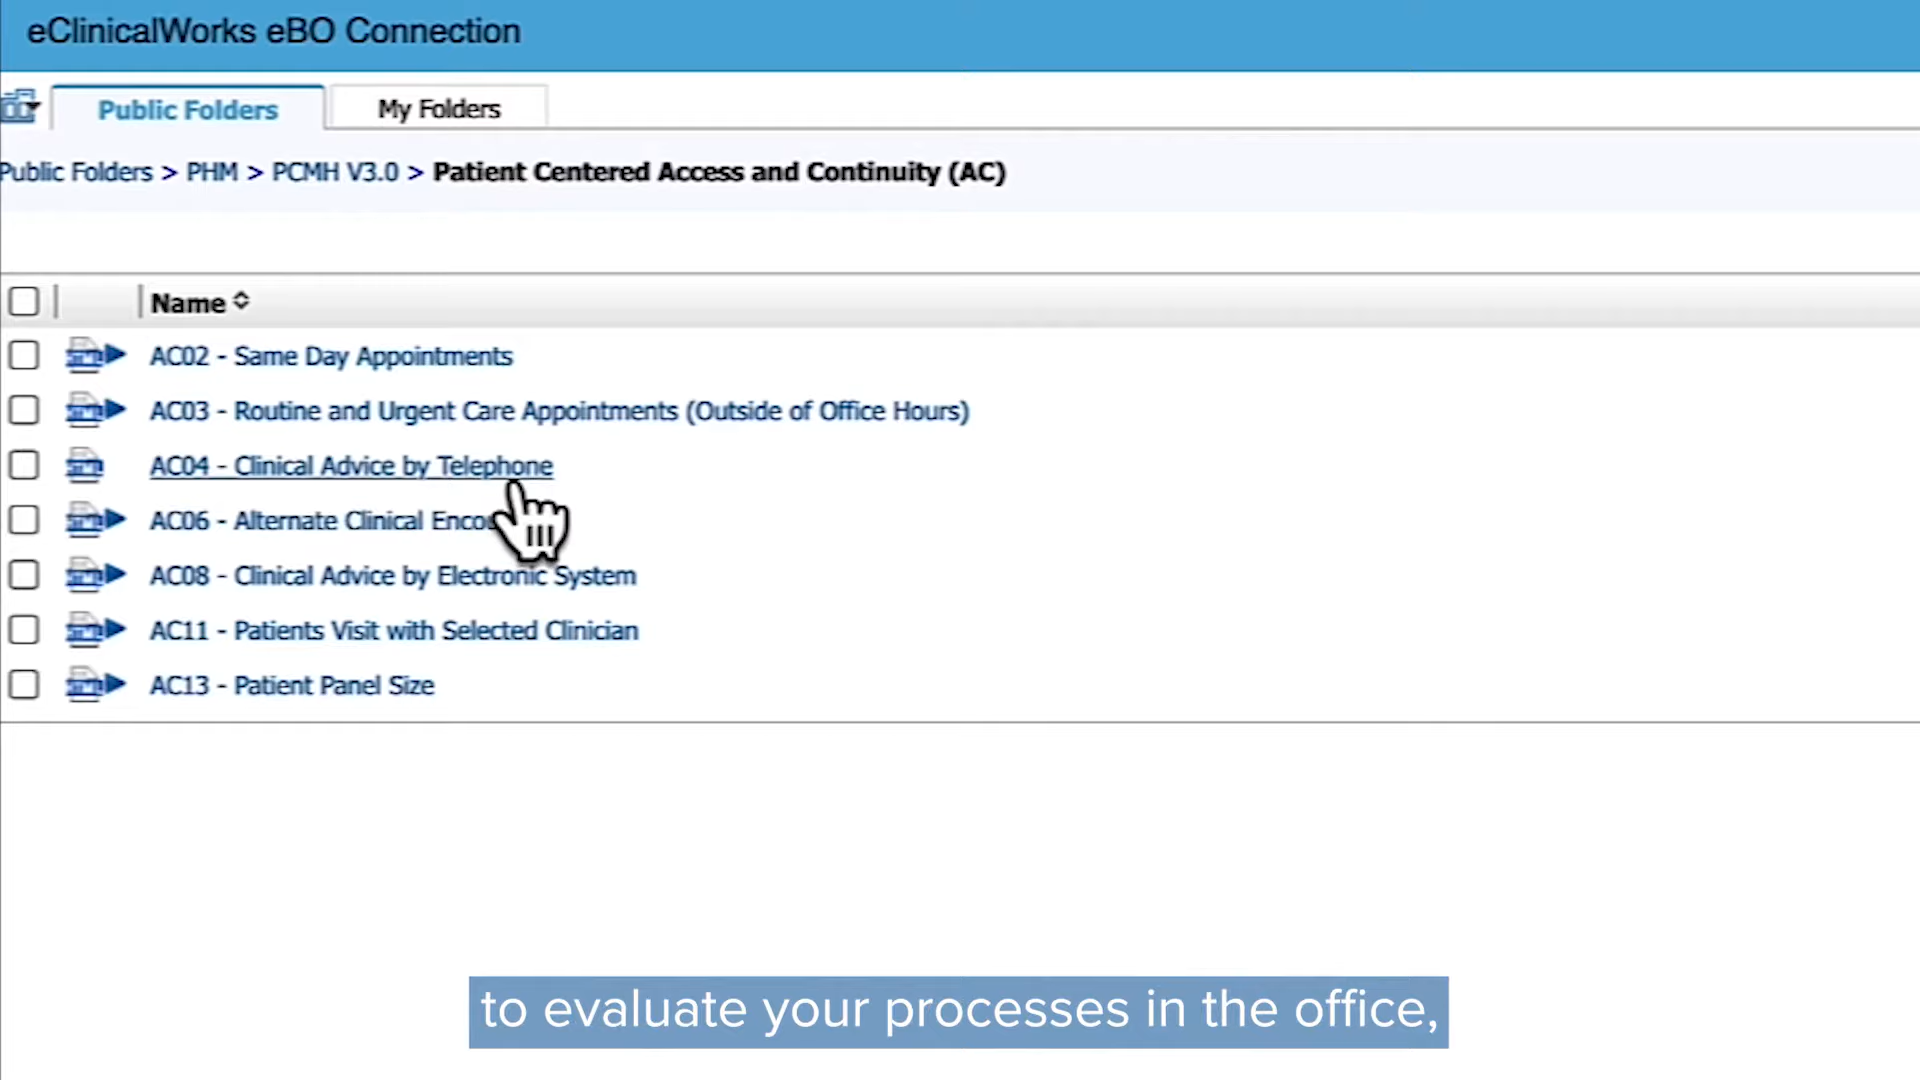 eClinicalWorks eBO Connection
Public Folders My Folders
Public Folders > PHM > PCMH V3.0 > Patient Centered Access and Continuity (AC)
Name
AC02 - Same Day Appointments
AC03 - Routine and Urgent Care Appointments (Outside of Office Hours)
AC04 - Clinical Advice by Telephone
AC06 - Alternate Clinical
AC08 - Clinical Advice by Electronic System
AC11 - Patients Visit with Selected Clinician
AC13 - Patient Panel Size
to evaluate your processes in the office,